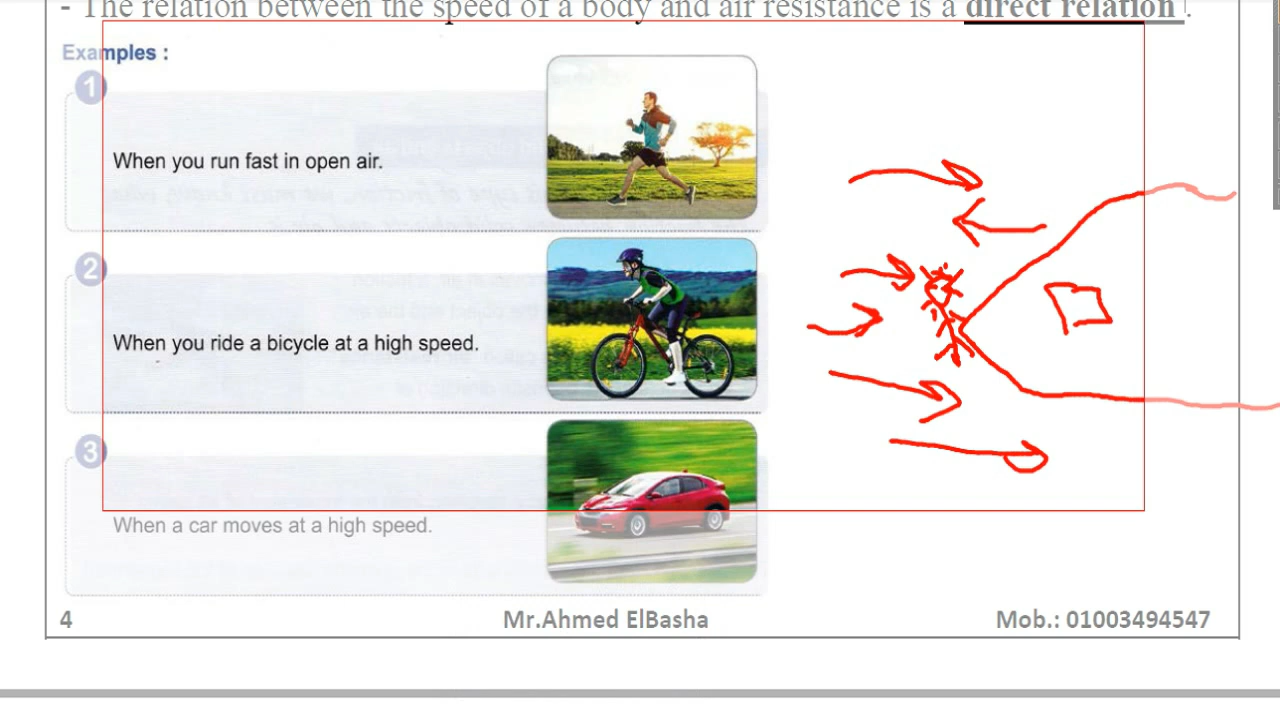 - The relation between the speed of a body and air resistance is a direct relation .
Examples :
1
When you run fast in open air.
2
When you ride a bicycle at a high speed.
3
When a car moves at a high speed.
4 Mr.Ahmed ElBasha Mob.: 01003494547